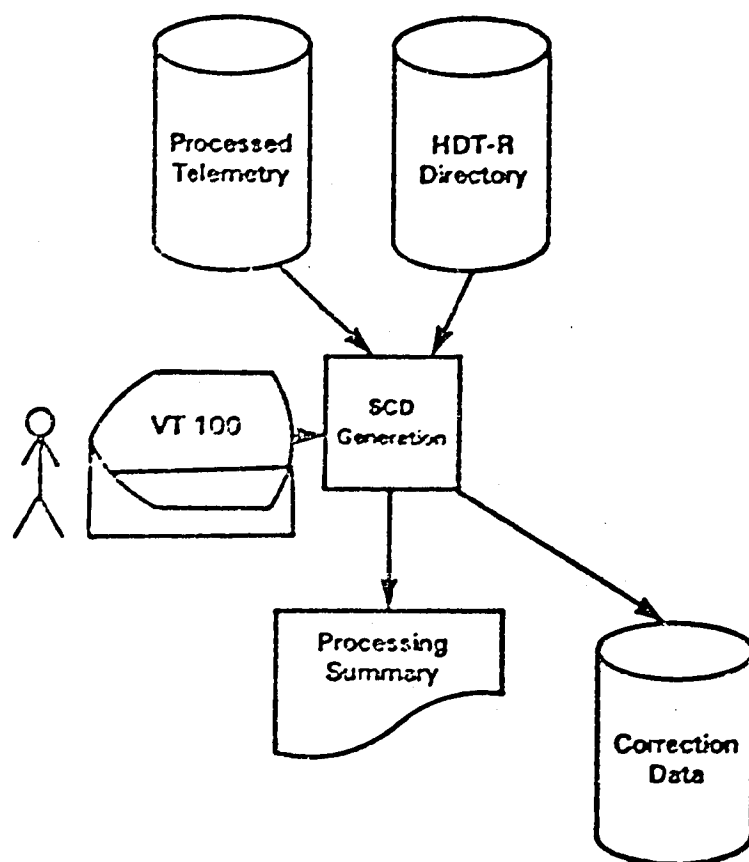 Processed
Telemetry
HDT-R
Directory
VT 100
SCD
Generation
Processing
Summary
Correction
Data